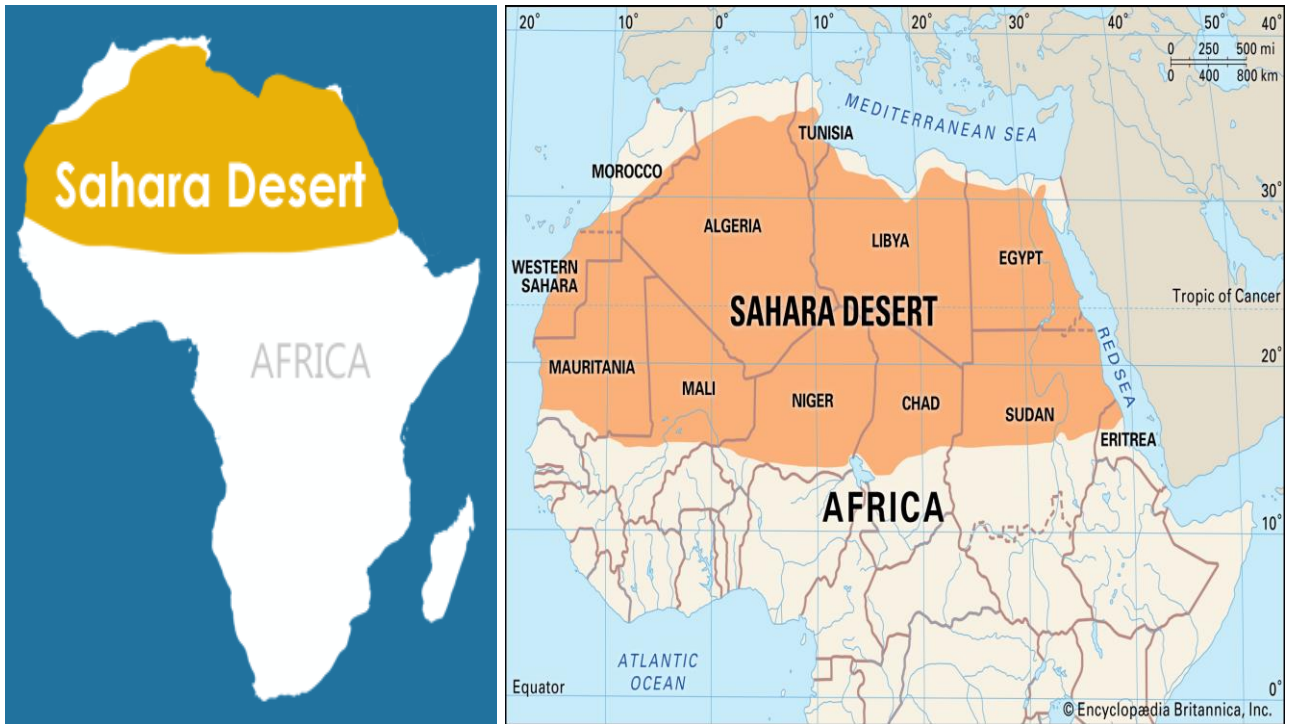 Sahara Desert
AFRICA
20° 10° 0° 10° 20° 30° 40° 50° 40°
0 250 500 mi
0 400 800 km
MEDITERRANEAN SEA
TUNISIA
MOROCCO
30°
ALGERIA
LIBYA
EGYPT
WESTERN
SAHARA
Tropic of Cancer
SAHARA DESERT
RED SEA
20°
MAURITANIA
MALI
NIGER
CHAD
SUDAN
ERITREA
AFRICA
10°
ATLANTIC
OCEAN
Equator
0°
© Encyclopædia Britannica, Inc.